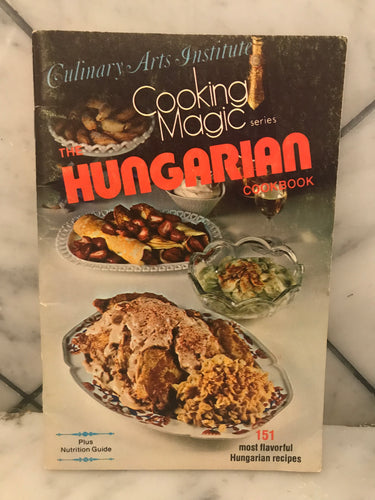 Culinary Arts Institute
Cooking
Magic series
THE
HUNGARIAN
COOKBOOK
Plus
Nutrition Guide
151
most flavorful
Hungarian recipes